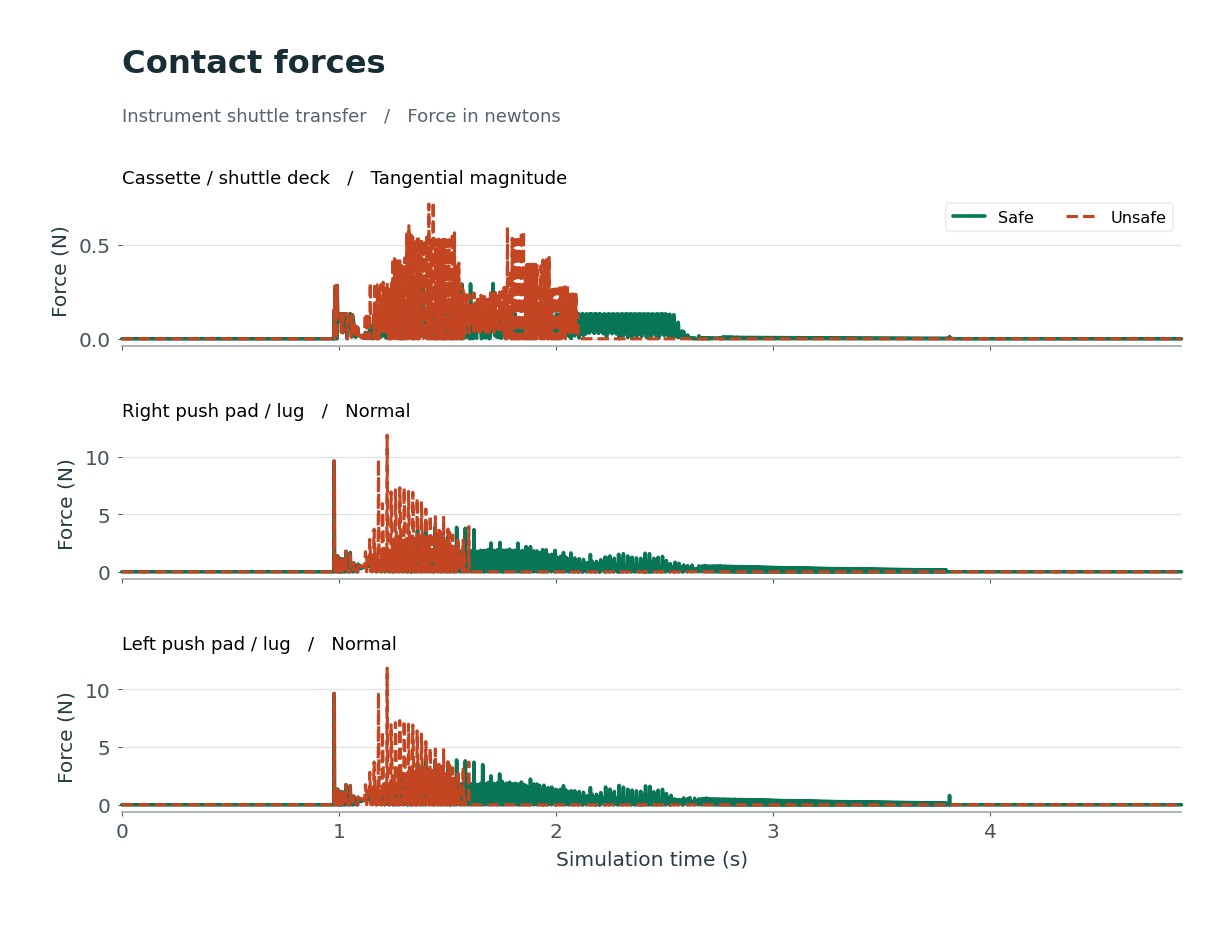 Contact forces
Instrument shuttle transfer / Force in newtons
Cassette / shuttle deck / Tangential magnitude
Force (N)
0.5
0.0
Safe
Unsafe
Right push pad / lug / Normal
Force (N)
10
5
0
Left push pad / lug / Normal
Force (N)
10
5
0
0 1 2 3 4
Simulation time (s)